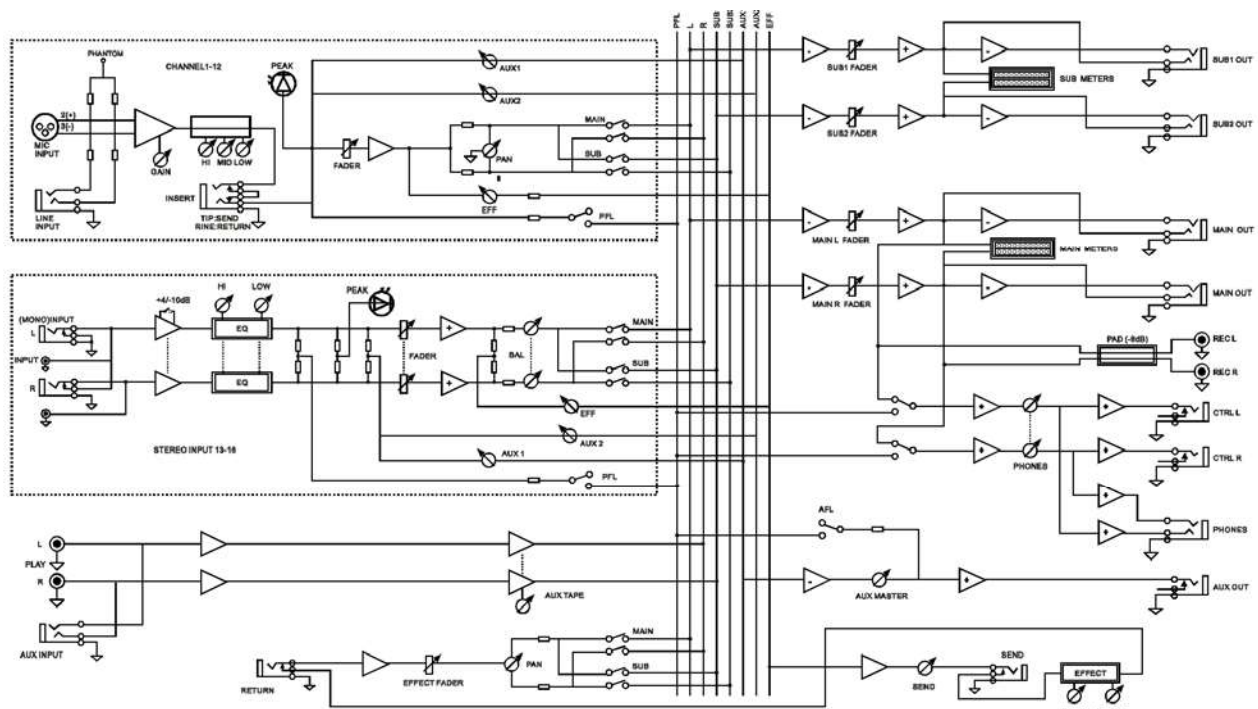 PFL
L
R
SUB
SUB
AUX
AUX
EFF
PHANTOM
CHANNEL1-12
PEAK
AUX1
AUX2
2(+)
3(-)
MIC
INPUT
GAIN
HI
MID
LOW
INSERT
TIP:SEND
RINE:RETURN
LINE
INPUT
FADER
PAN
MAIN
SUB
EFF
PFL
SUB1 FADER
SUB METERS
SUB1 OUT
SUB2 FADER
SUB2 OUT
MAIN L FADER
MAIN METERS
MAIN OUT
MAIN R FADER
MAIN OUT
(MONO)INPUT
L
INPUT
R
+4/-10dB
HI
LOW
EQ
EQ
PEAK
FADER
BAL
MAIN
SUB
EFF
AUX 2
AUX 1
PFL
STEREO INPUT 13-16
PAD (-8dB)
REC L
REC R
PHONES
CTRL L
CTRL R
PHONES
L
PLAY
R
AUX INPUT
AUX TAPE
AFL
AUX MASTER
AUX OUT
RETURN
EFFECT FADER
PAN
MAIN
SUB
SEND
SEND
EFFECT